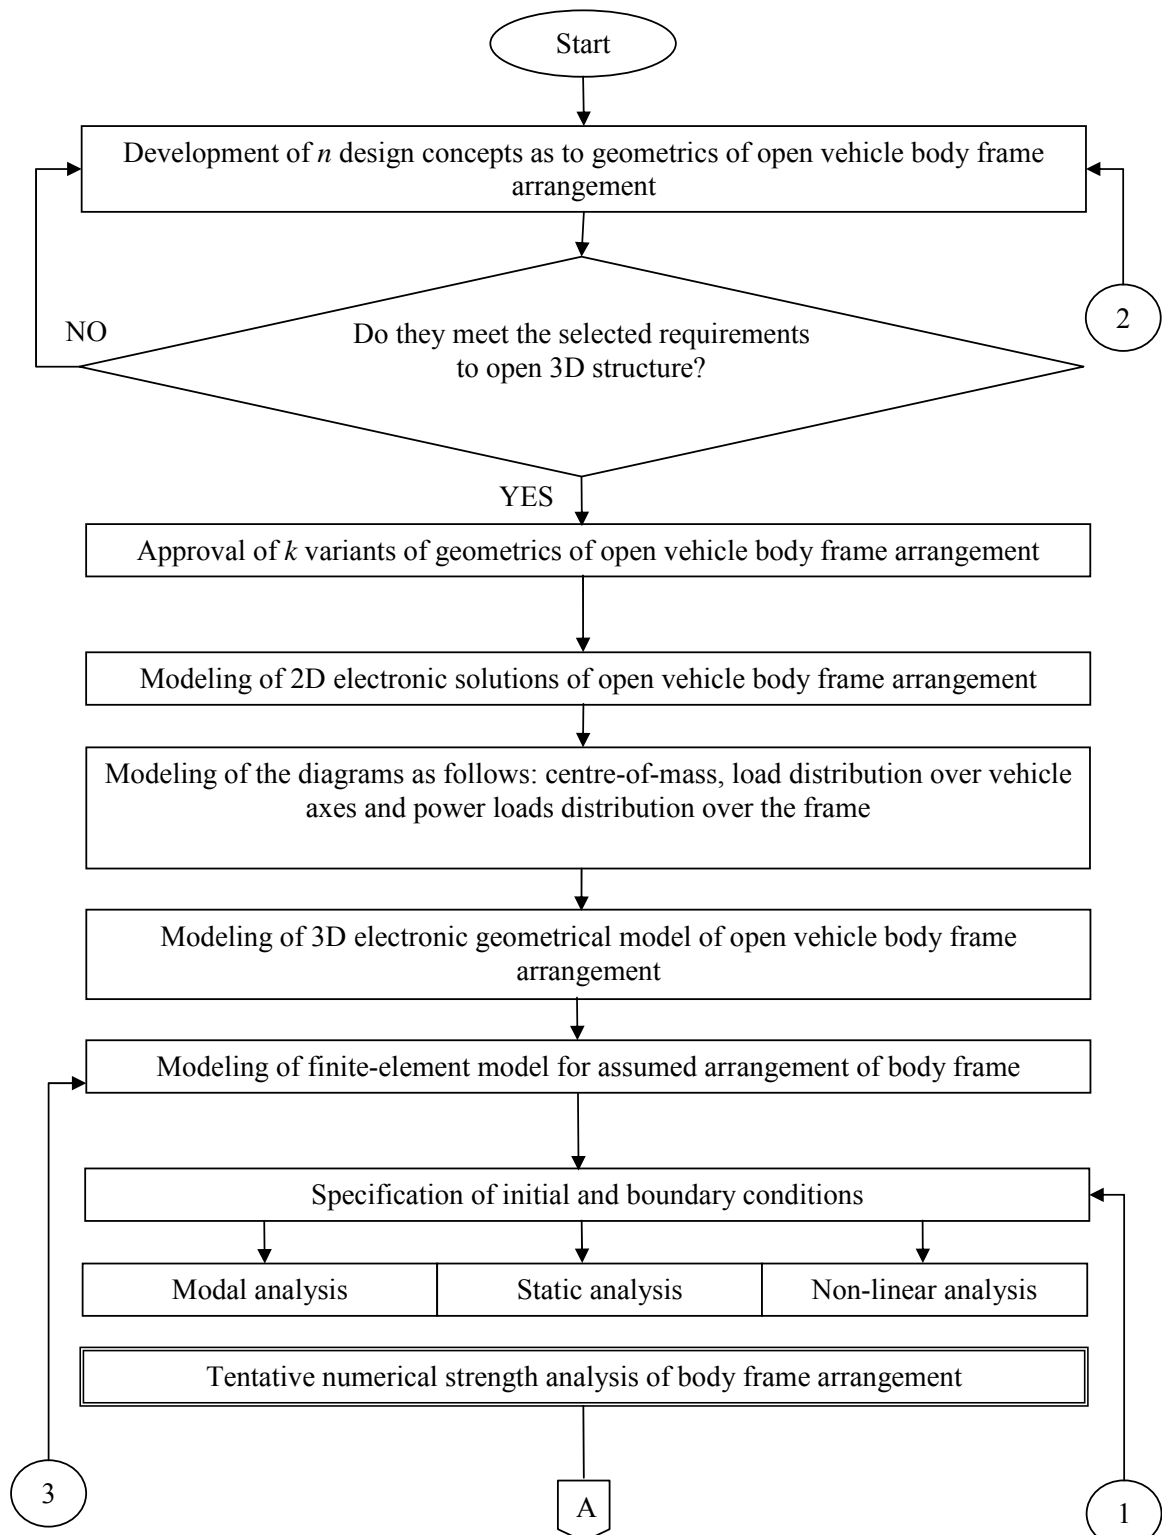 Start
Development of n design concepts as to geometrics of open vehicle body frame
arrangement
2
NO
Do they meet the selected requirements
to open 3D structure?
YES
Approval of k variants of geometrics of open vehicle body frame arrangement
Modeling of 2D electronic solutions of open vehicle body frame arrangement
Modeling of the diagrams as follows: centre-of-mass, load distribution over vehicle
axes and power loads distribution over the frame
Modeling of 3D electronic geometrical model of open vehicle body frame
arrangement
Modeling of finite-element model for assumed arrangement of body frame
Specification of initial and boundary conditions
Modal analysis
Static analysis
Non-linear analysis
Tentative numerical strength analysis of body frame arrangement
3
A
1